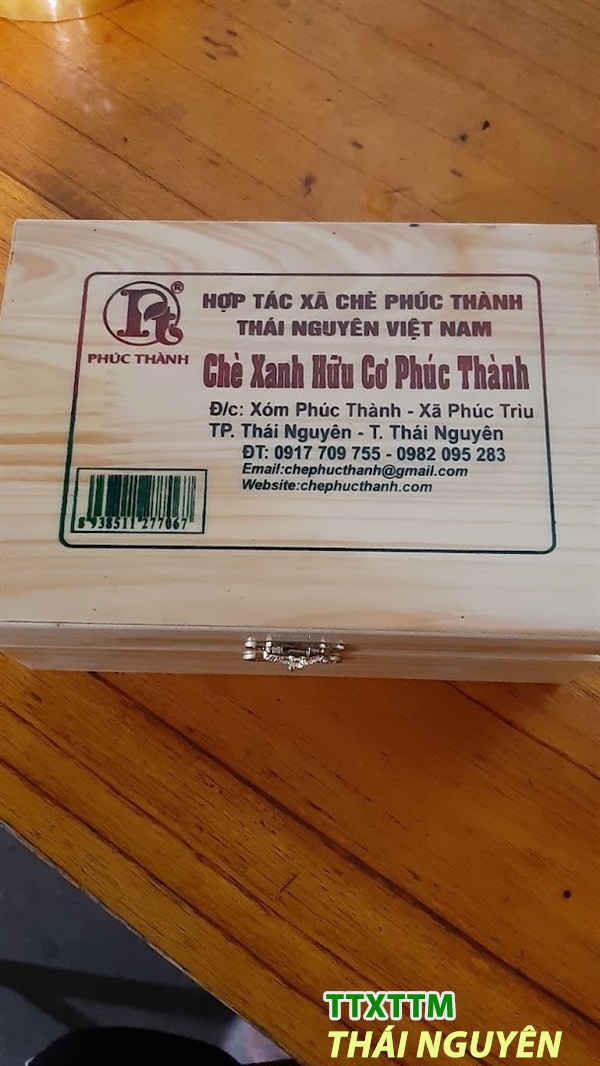 Pt ®
PHÚC THÀNH
HỢP TÁC XÃ CHÈ PHÚC THÀNH
THÁI NGUYÊN VIỆT NAM
Chè Xanh Hữu Cơ Phúc Thành
Đ/c: Xóm Phúc Thành - Xã Phúc Trìu
TP. Thái Nguyên - T. Thái Nguyên
ĐT: 0917 709 755 - 0982 095 283
Email:chephucthanh@gmail.com
Website:chephucthanh.com
8 938511 277067
TTXTTM
THÁI NGUYÊN